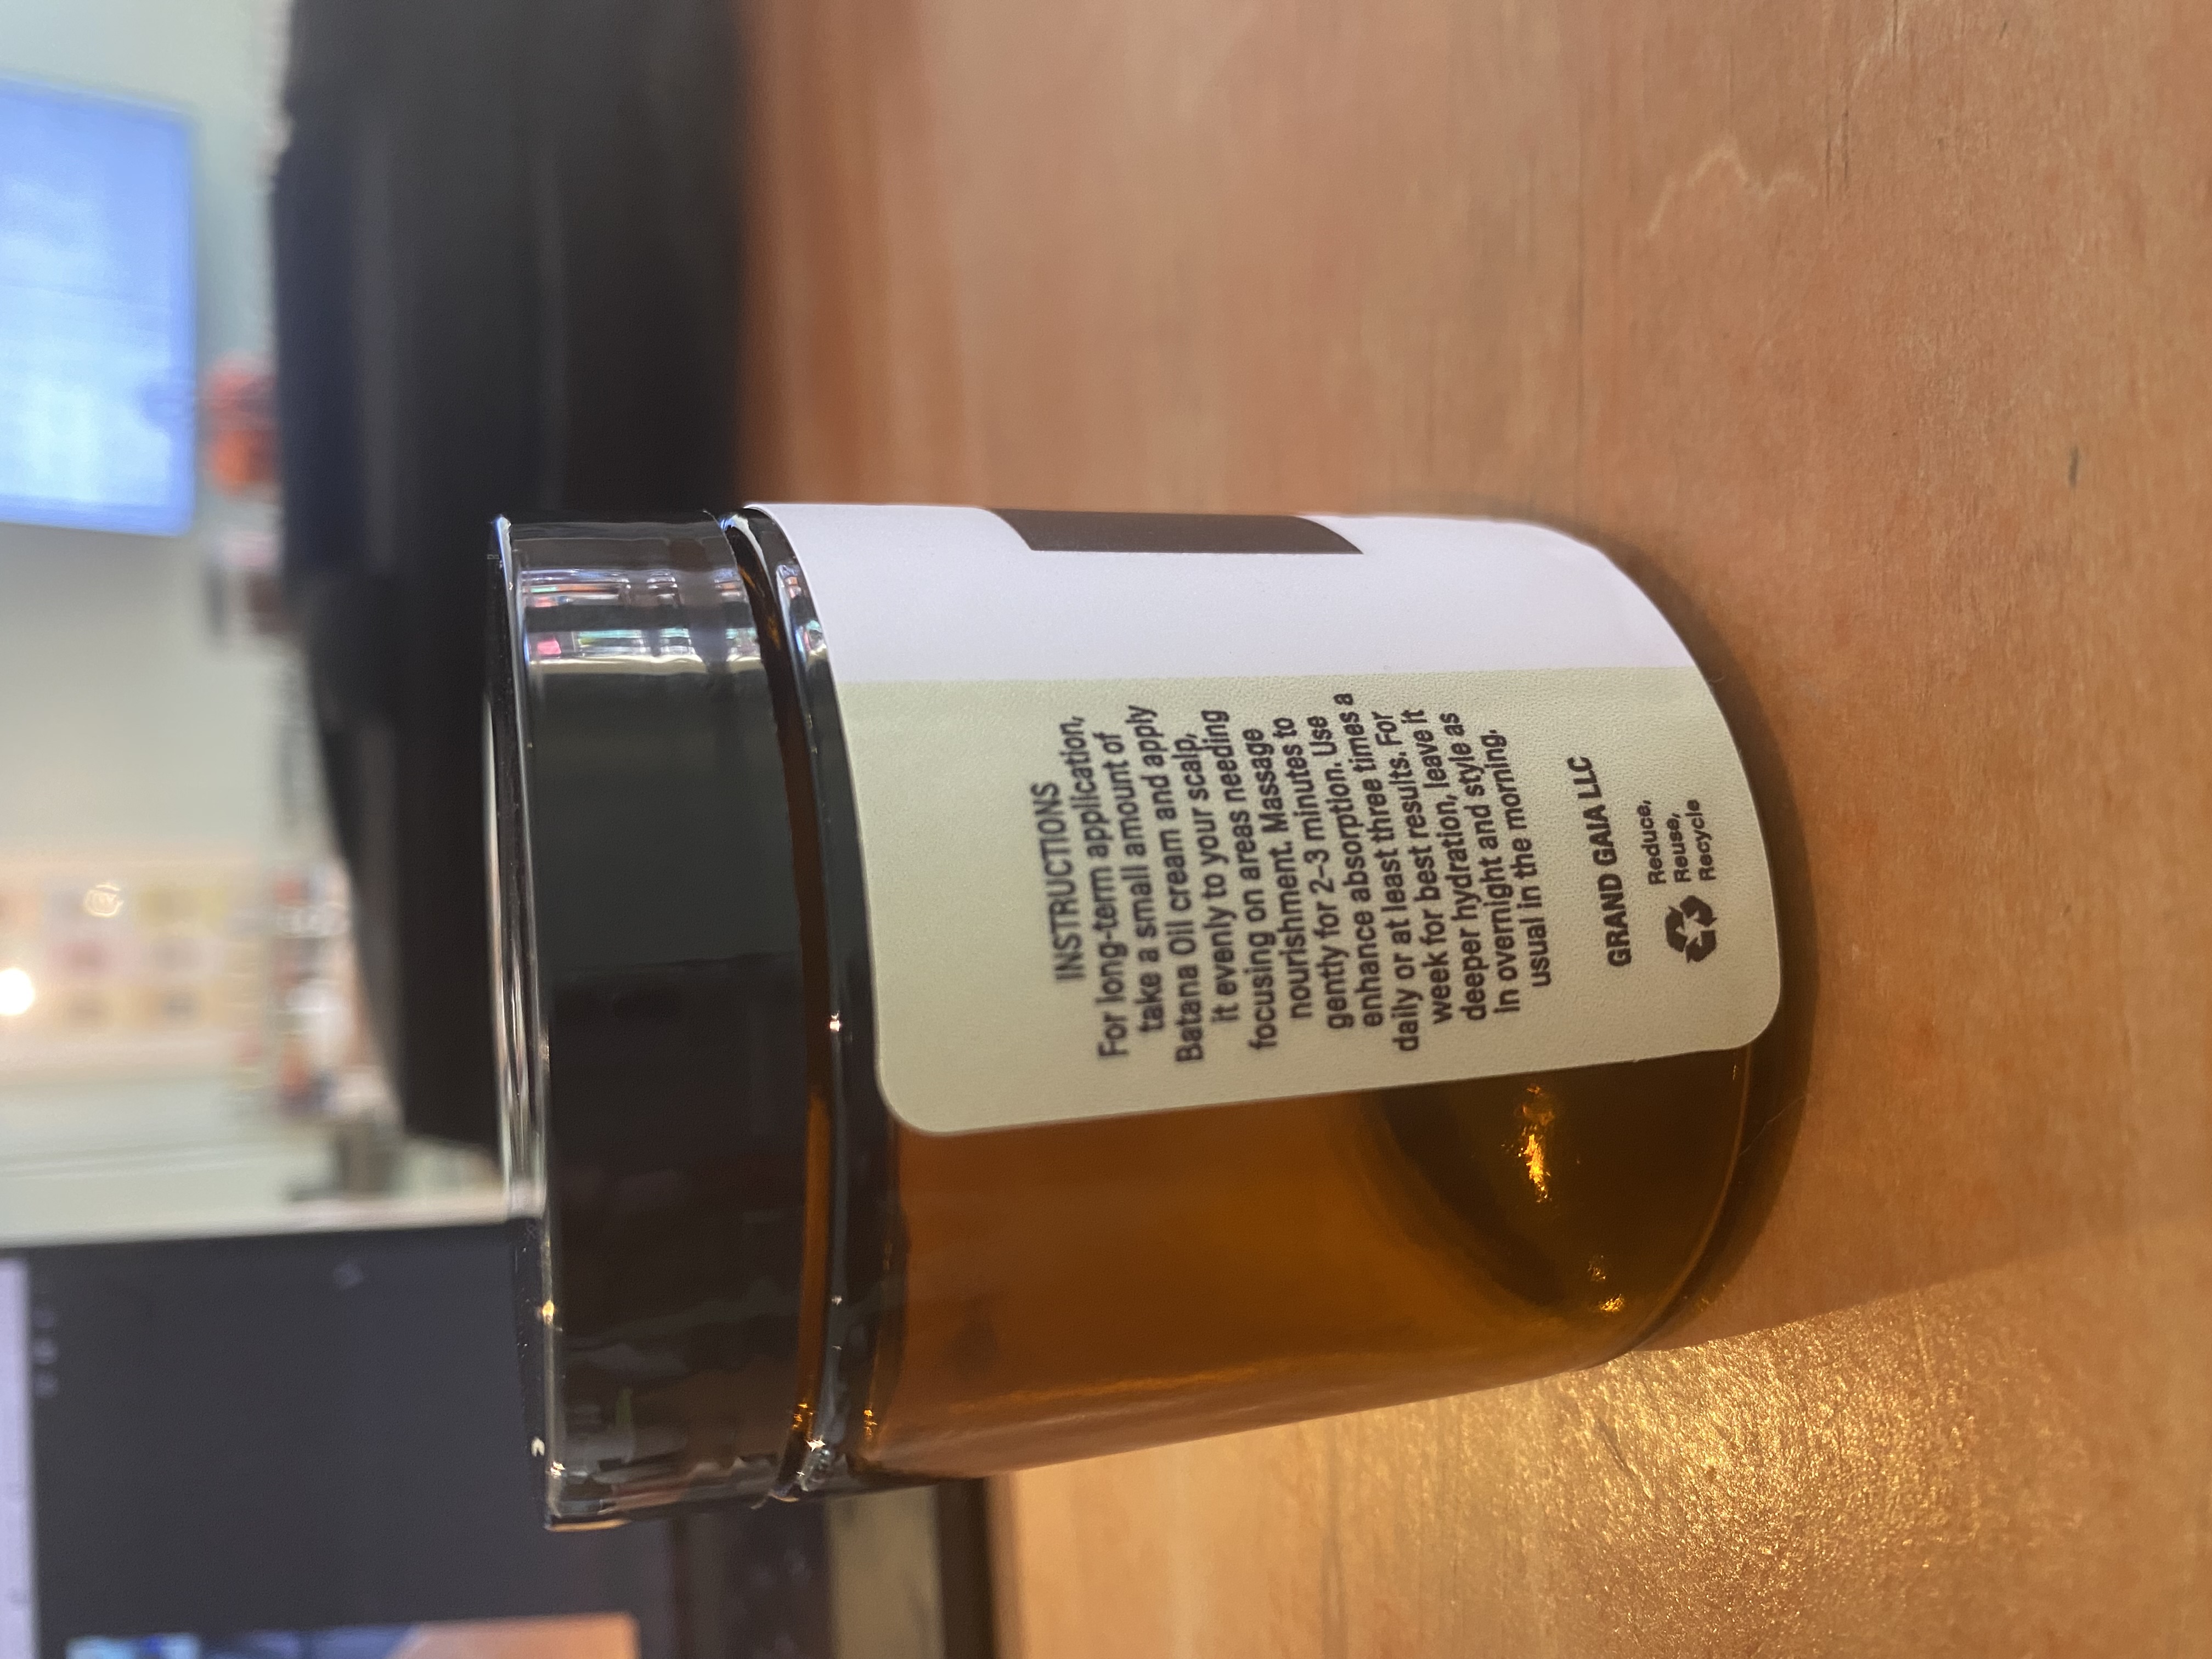 INSTRUCTIONS
For long-term application,
take a small amount of
Batana Oil cream and apply
it evenly to your scalp,
focusing on areas needing
nourishment. Massage
gently for 2–3 minutes to
enhance absorption. Use
daily or at least three times a
week for best results. For
deeper hydration, leave it
in overnight and style as
usual in the morning.
GRAND GAIA LLC
Reduce,
Reuse,
Recycle